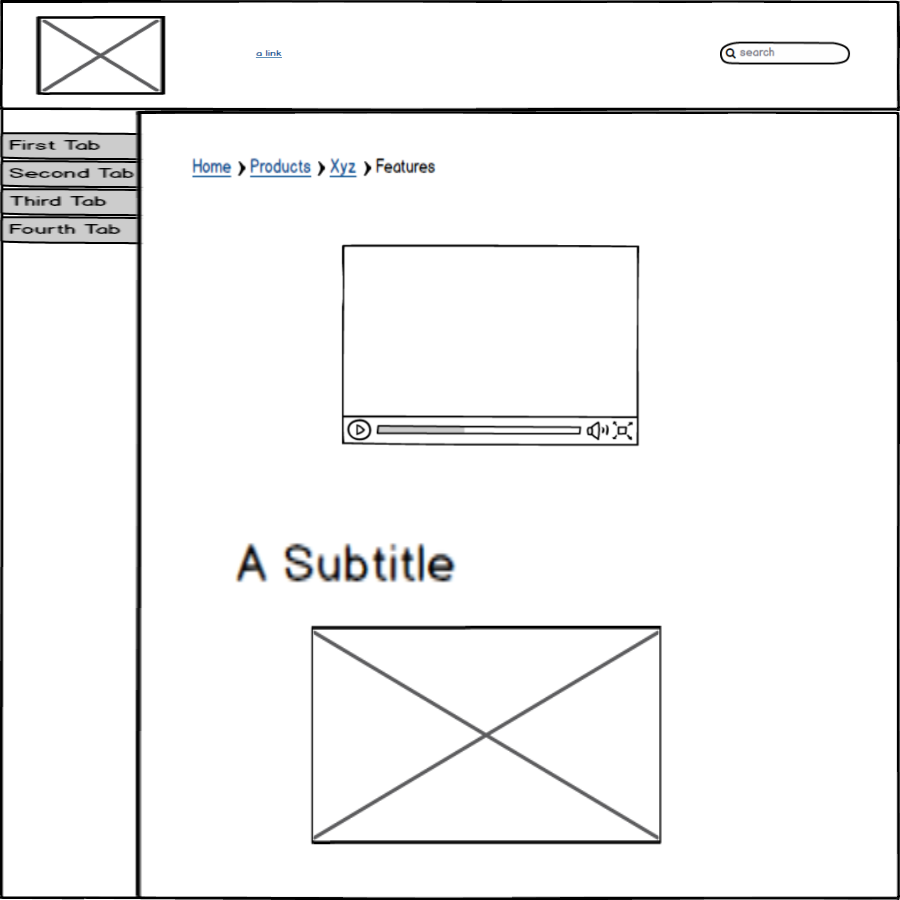 a link
search
First Tab
Second Tab
Third Tab
Fourth Tab
Home Products Xyz Features
A Subtitle